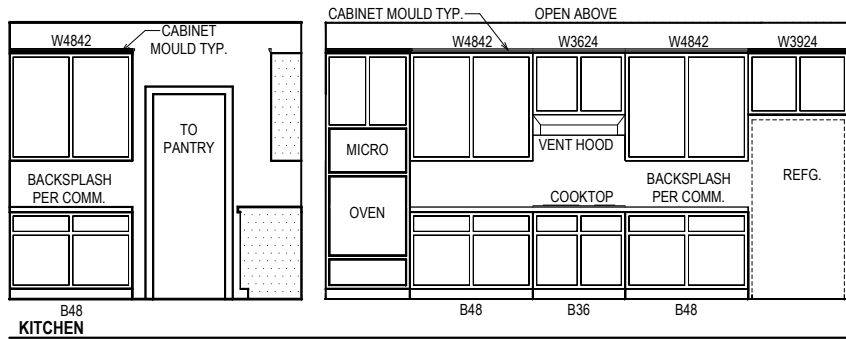 CABINET
MOULD TYP.
W4842
TO
PANTRY
BACKSPLASH
PER COMM.
B48
KITCHEN
CABINET MOULD TYP.
OPEN ABOVE
W4842
W3624
W4842
W3924
MICRO
VENT HOOD
OVEN
COOKTOP
BACKSPLASH
PER COMM.
REFG.
B48
B36
B48